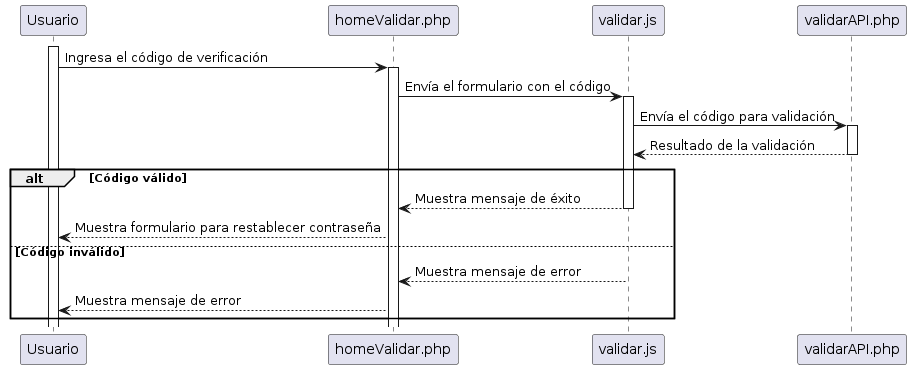 Usuario
homeValidar.php
validar.js
validarAPI.php
Ingresa el código de verificación
Envía el formulario con el código
Envía el código para validación
Resultado de la validación
alt [Código válido]
Muestra mensaje de éxito
Muestra formulario para restablecer contraseña
[Código inválido]
Muestra mensaje de error
Muestra mensaje de error
Usuario
homeValidar.php
validar.js
validarAPI.php